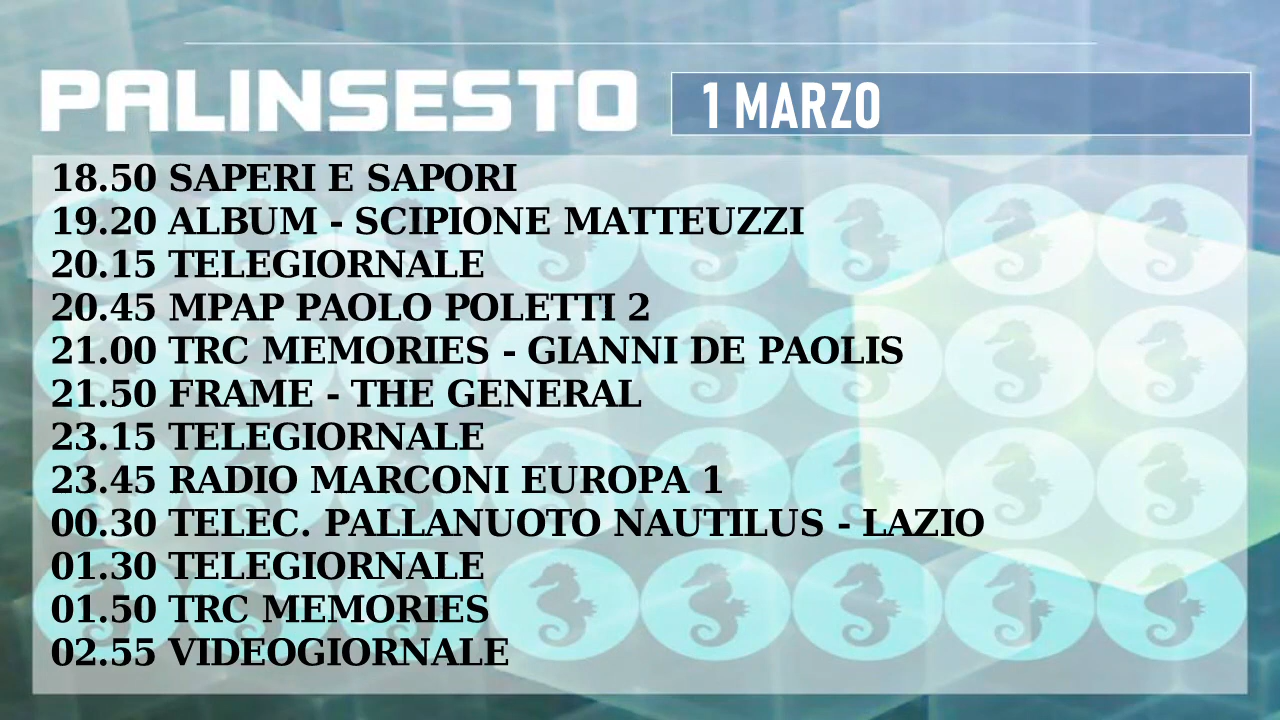 PALINSESTO
1 MARZO
18.50 SAPERI E SAPORI
19.20 ALBUM - SCIPIONE MATTEUZZI
20.15 TELEGIORNALE
20.45 MPAP PAOLO POLETTI 2
21.00 TRC MEMORIES - GIANNI DE PAOLIS
21.50 FRAME - THE GENERAL
23.15 TELEGIORNALE
23.45 RADIO MARCONI EUROPA 1
00.30 TELEC. PALLANUOTO NAUTILUS - LAZIO
01.30 TELEGIORNALE
01.50 TRC MEMORIES
02.55 VIDEOGIORNALE